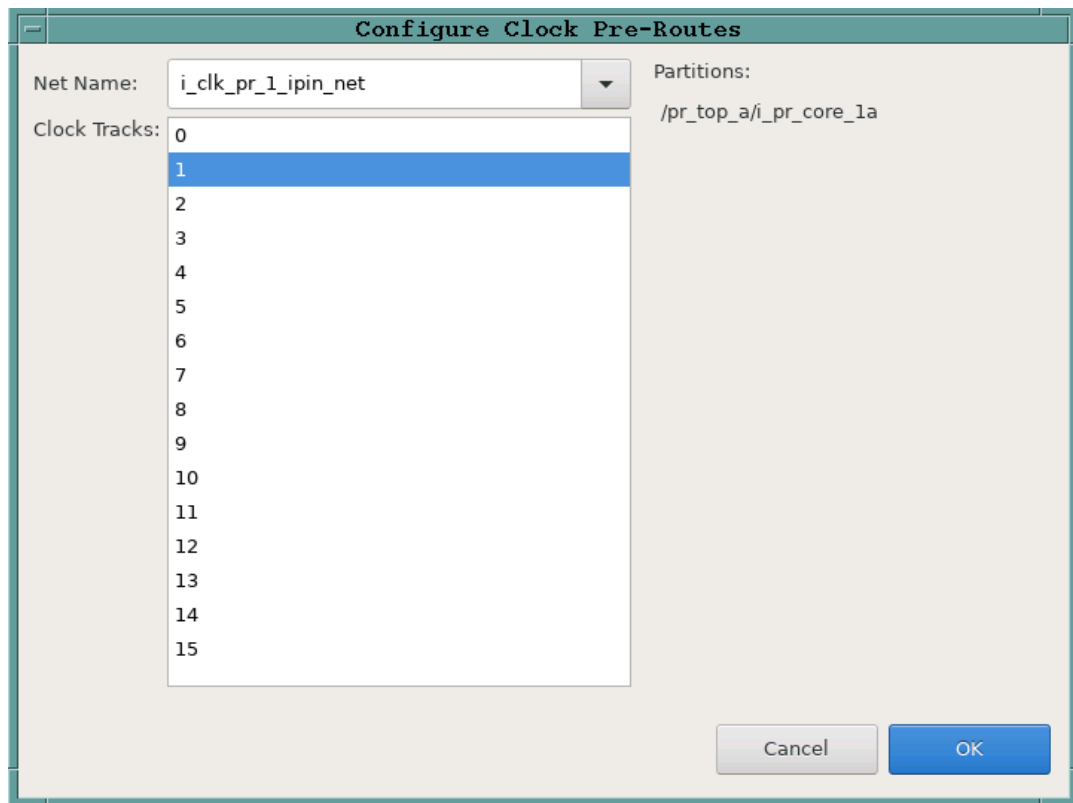 Configure Clock Pre-Routes
Net Name: i_clk_pr_1_ipin_net
Partitions:
/pr_top_a/i_pr_core_1a
Clock Tracks:
0
1
2
3
4
5
6
7
8
9
10
11
12
13
14
15
Cancel
OK